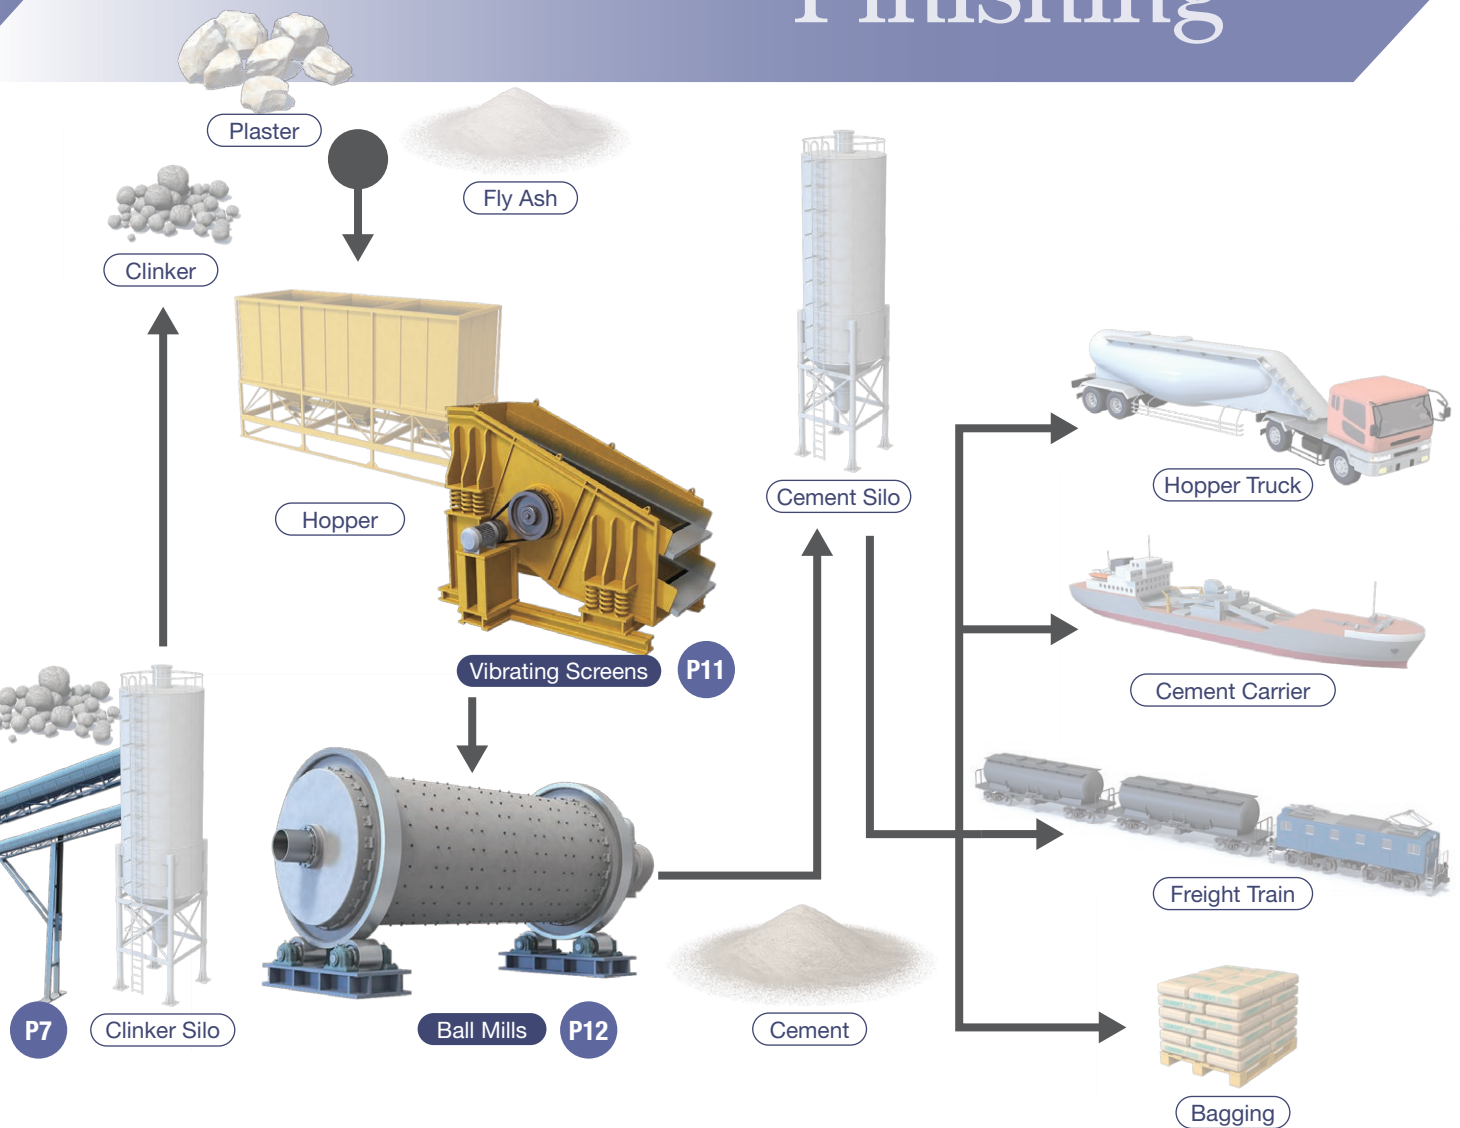 Finishing
Plaster
Fly Ash
Clinker
Hopper
Cement Silo
Hopper Truck
Vibrating Screens
P11
Cement Carrier
Freight Train
P7
Clinker Silo
Ball Mills
P12
Cement
Bagging